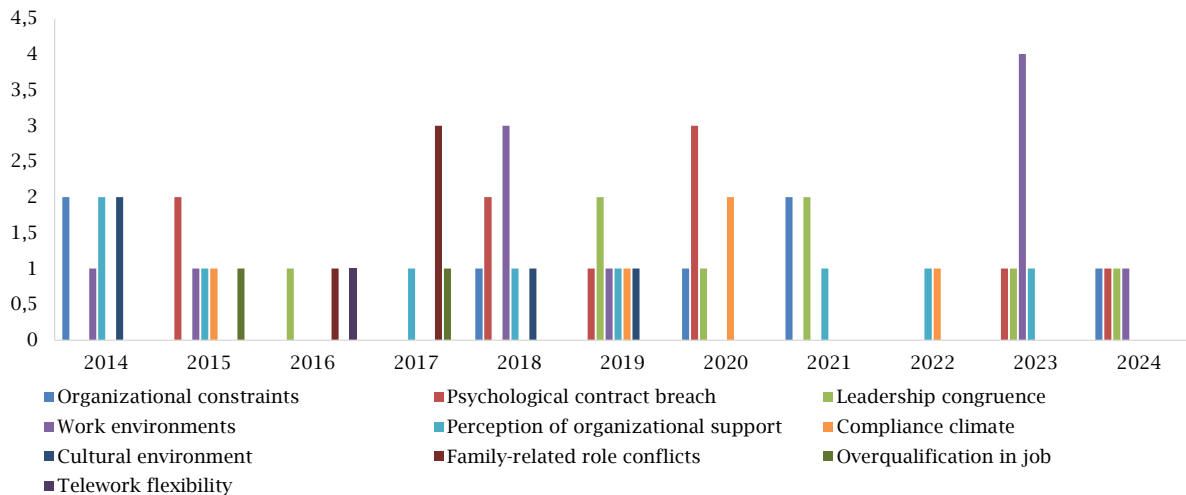 4,5
4
3,5
3
2,5
2
1,5
1
0,5
0
2014 2015 2016 2017 2018 2019 2020 2021 2022 2023 2024
Organizational constraints Psychological contract breach Leadership congruence
Work environments Perception of organizational support Compliance climate
Cultural environment Family-related role conflicts Overqualification in job
Telework flexibility